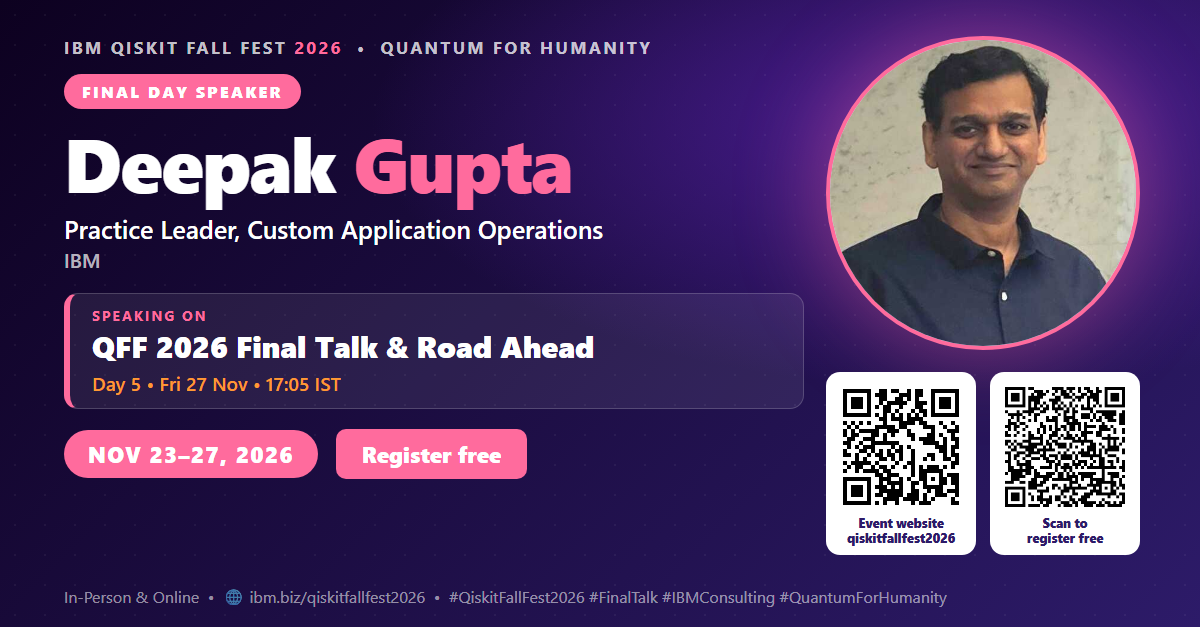 IBM QISKIT FALL FEST 2026 • QUANTUM FOR HUMANITY
FINAL DAY SPEAKER
Deepak Gupta
Practice Leader, Custom Application Operations
IBM
SPEAKING ON
QFF 2026 Final Talk & Road Ahead
Day 5 • Fri 27 Nov • 17:05 IST
NOV 23–27, 2026
Register free
Event website
qiskitfallfest2026
Scan to
register free
In-Person & Online • 🌐 ibm.biz/qiskitfallfest2026 • #QiskitFallFest2026 #FinalTalk #IBMConsulting #QuantumForHumanity